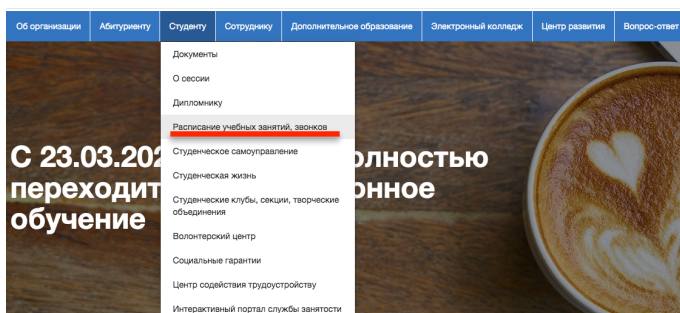 Об организации Абитуриенту Студенту Сотруднику Дополнительное образование Электронный колледж Центр развития Вопрос-ответ
Документы
О сессии
Дипломнику
Расписание учебных занятий, звонков
Студенческое самоуправление
Студенческая жизнь
Студенческие клубы, секции, творческие
объединения
Волонтерский центр
Социальные гарантии
Центр содействия трудоустройству
Интерактивный портал службы занятости
С 23.03.202 олностью
переходит онное
обучение